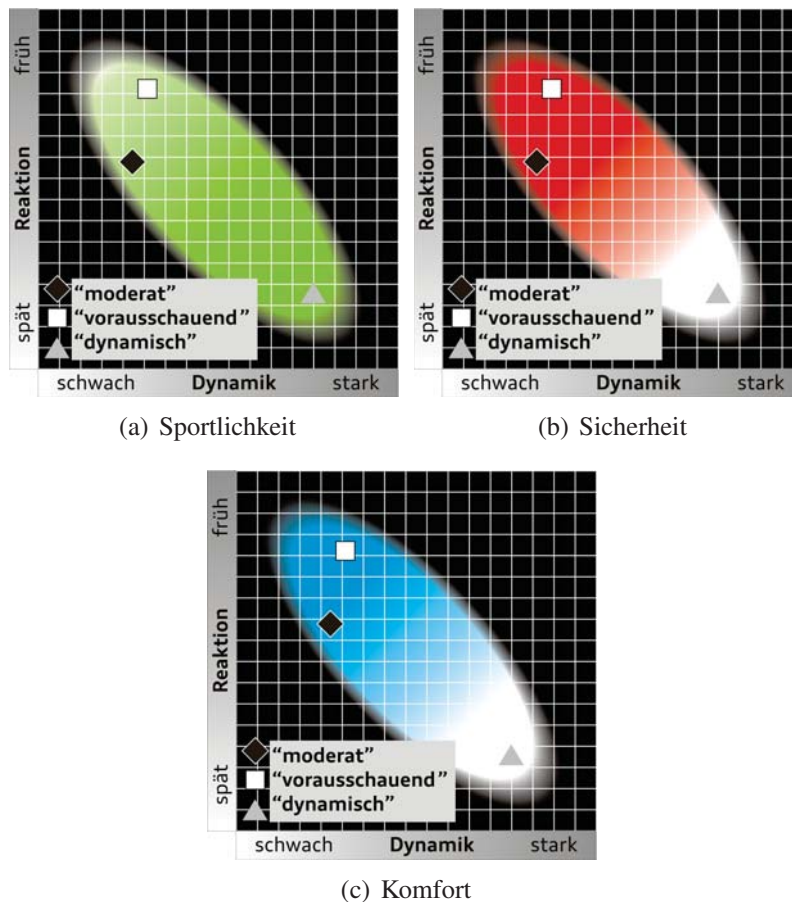 früh
Reaktion
spät
“moderat”
“vorausschauend”
“dynamisch”
schwach Dynamik stark
(a) Sportlichkeit
früh
Reaktion
spät
“moderat”
“vorausschauend”
“dynamisch”
schwach Dynamik stark
(b) Sicherheit
früh
Reaktion
spät
“moderat”
“vorausschauend”
“dynamisch”
schwach Dynamik stark
(c) Komfort